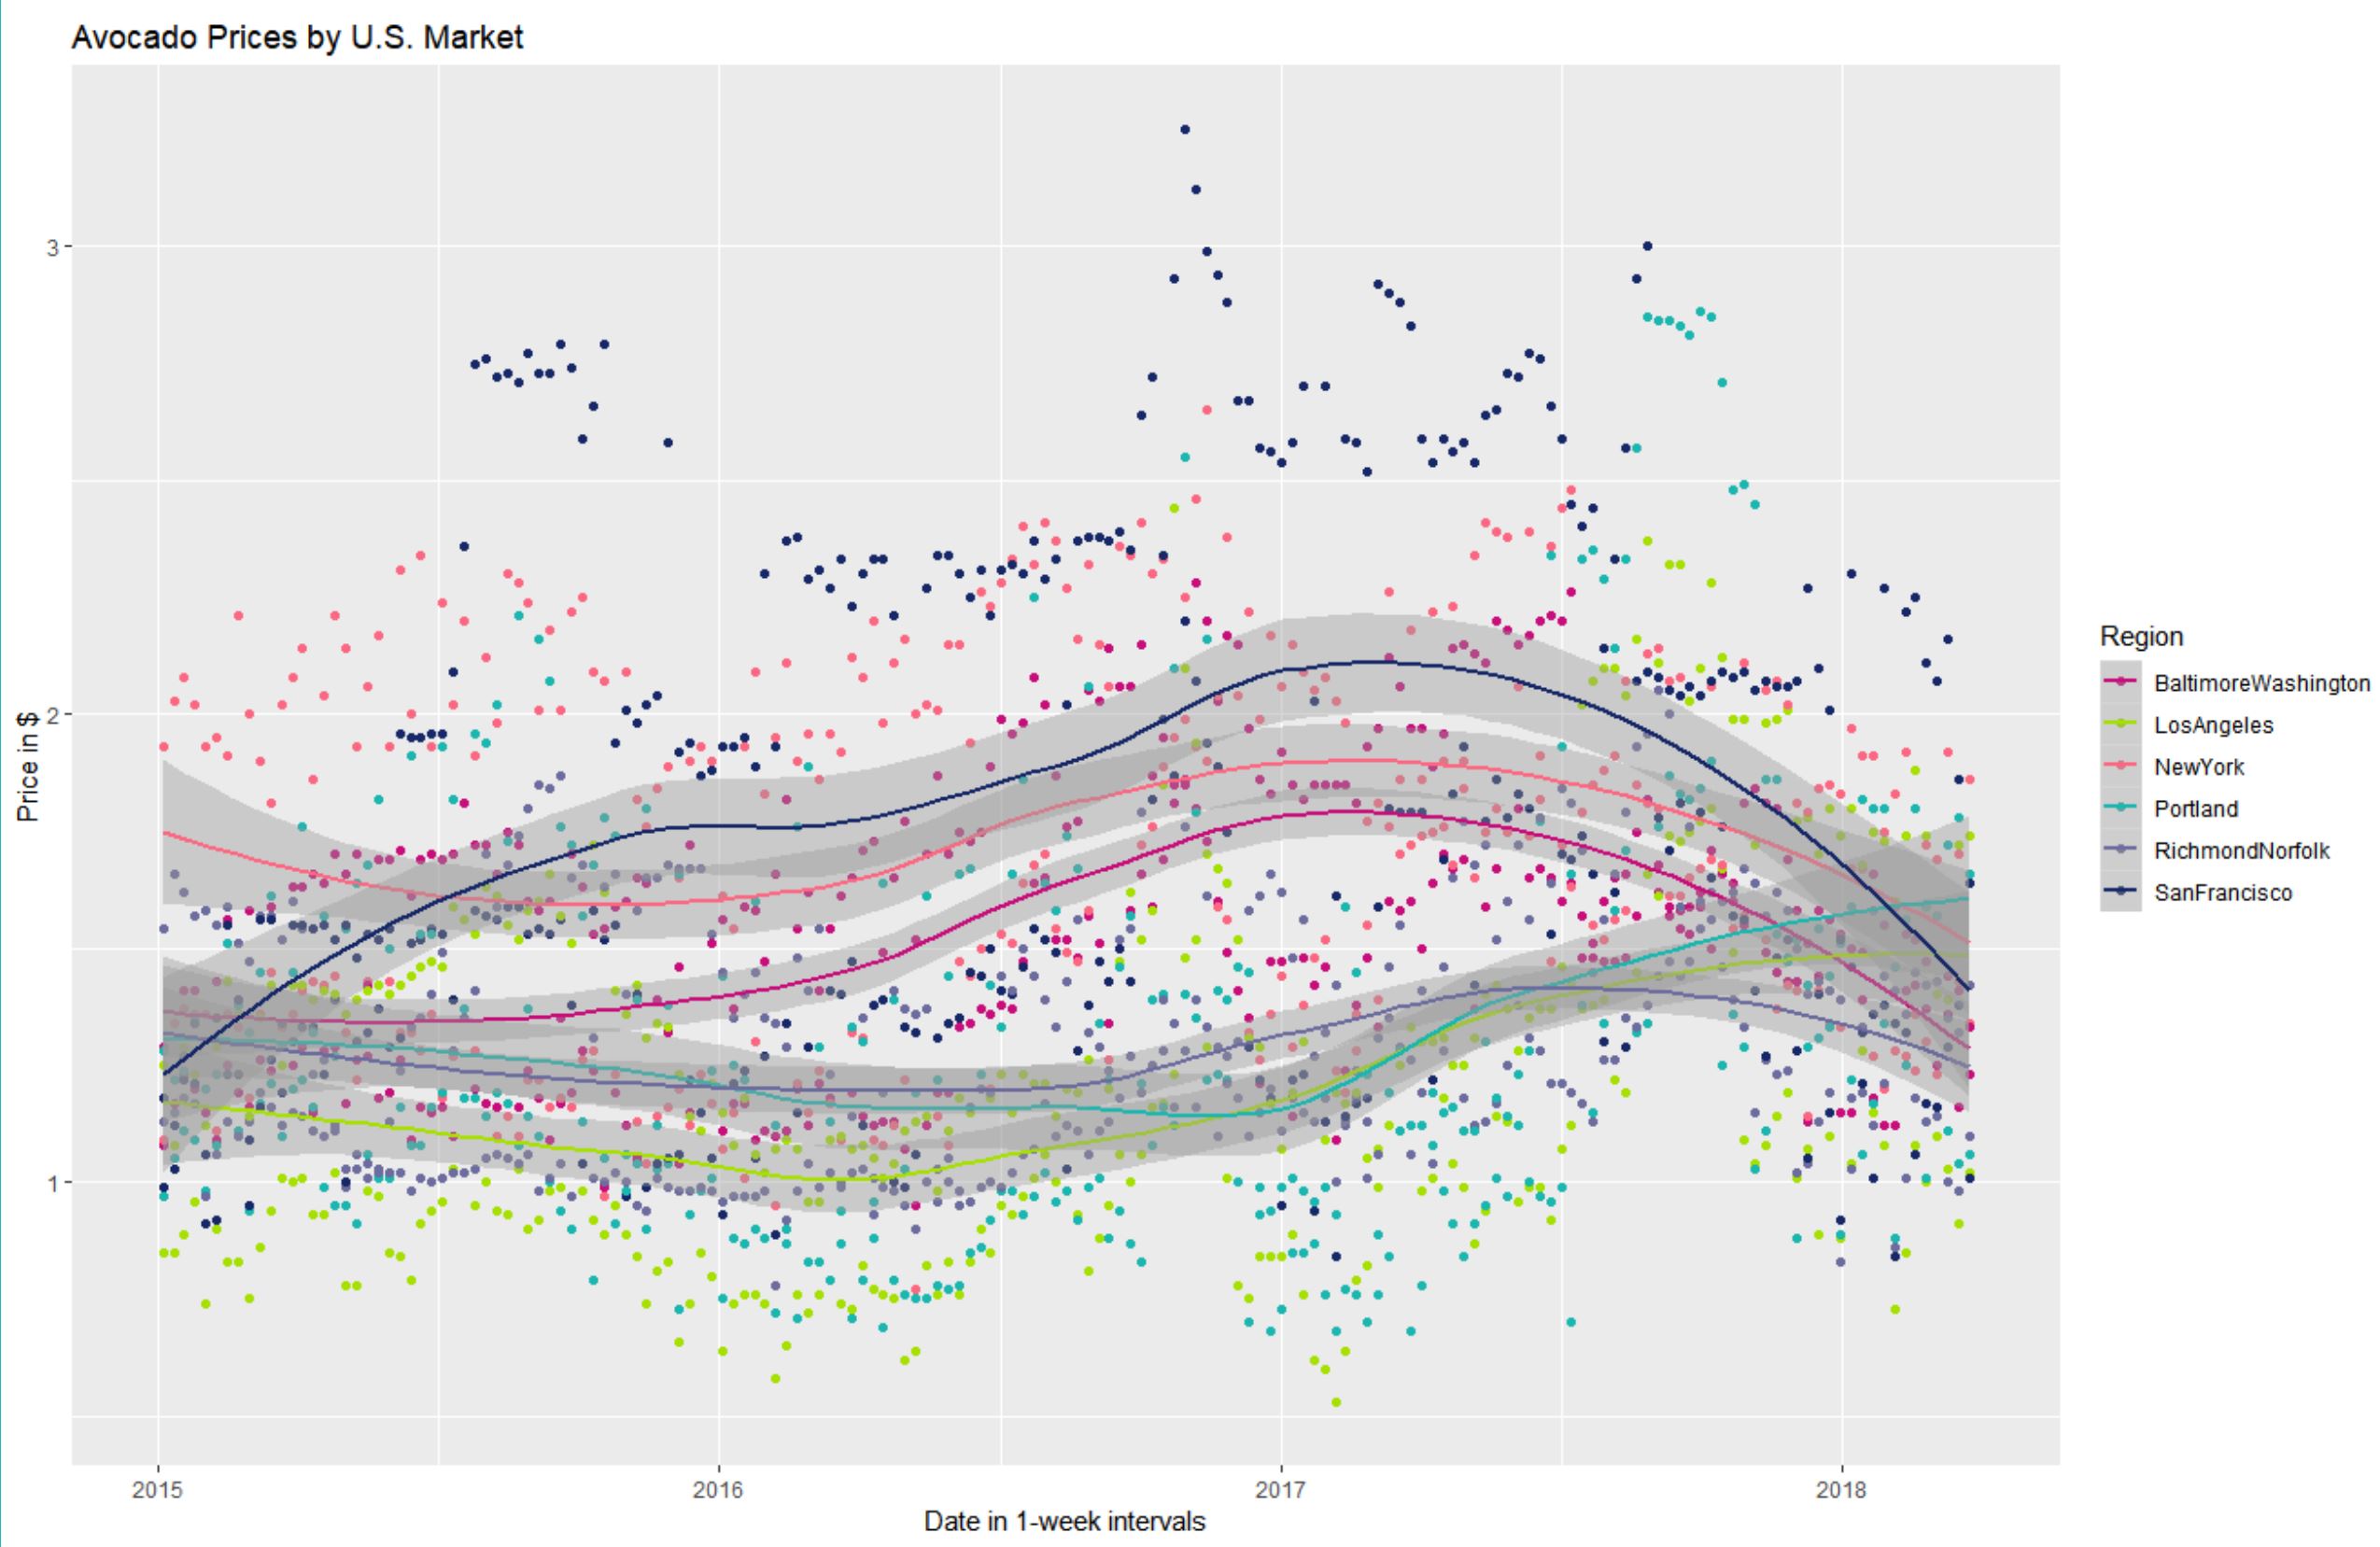 Avocado Prices by U.S. Market
Price in $
3
2
1
2015
2016
2017
2018
Date in 1-week intervals
Region
BaltimoreWashington
LosAngeles
NewYork
Portland
RichmondNorfolk
SanFrancisco